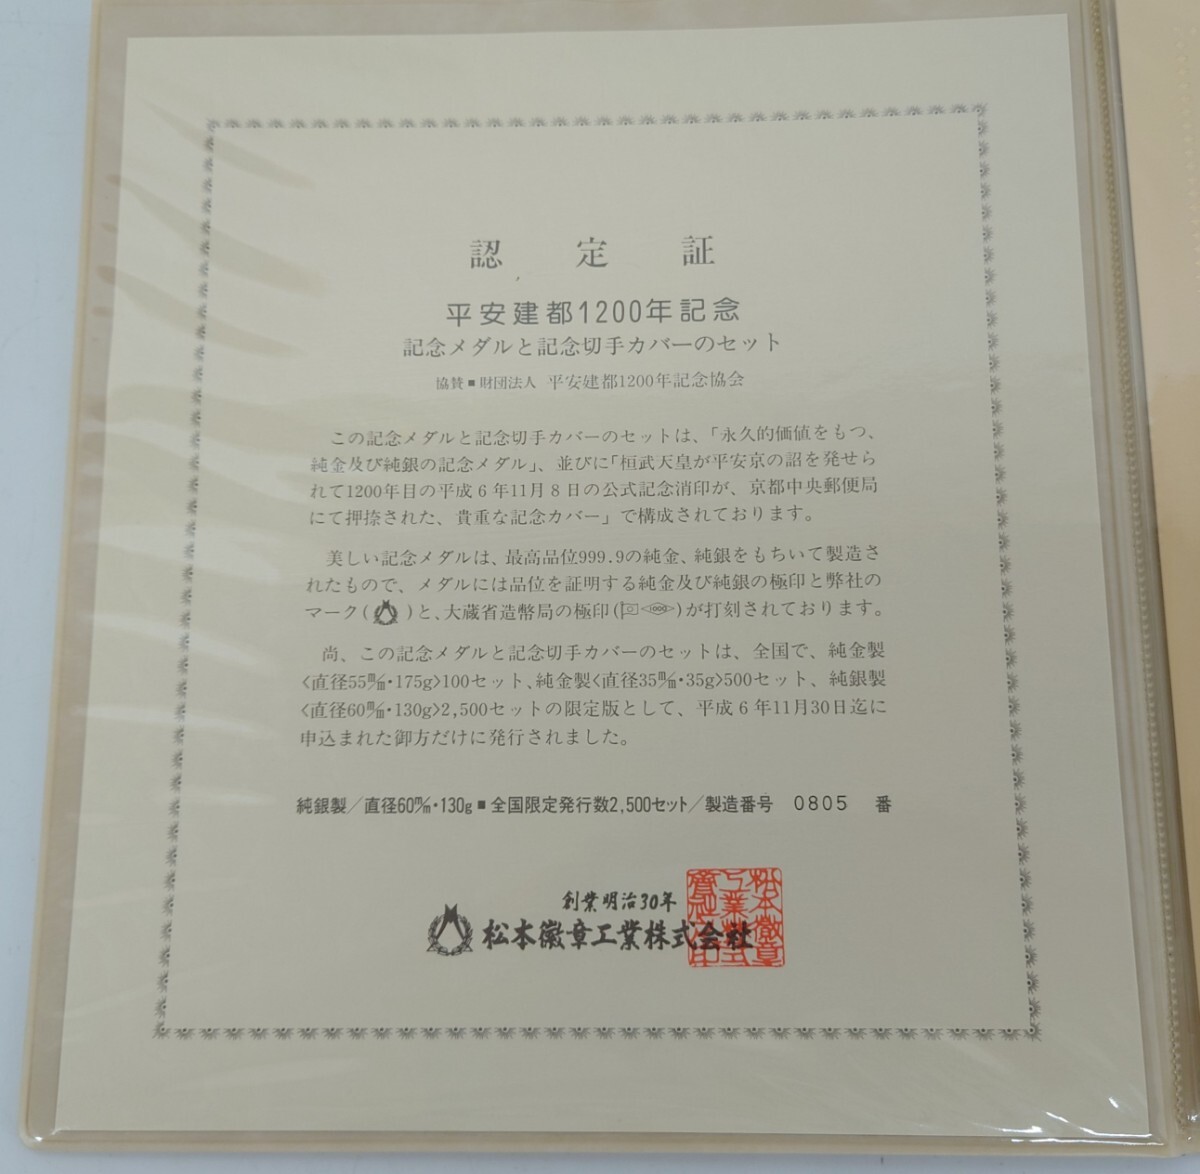 認定証
平安建都1200年記念
記念メダルと記念切手カバーのセット
協賛■財団法人 平安建都1200年記念協会
この記念メダルと記念切手カバーのセットは、「永久的価値をもつ、
純金及び純銀の記念メダル」、並びに「桓武天皇が平安京の詔を発せら
れて1200年目の平成6年11月8日の公式記念消印が、京都中央郵便局
にて押捺された、貴重な記念カバー」で構成されております。
美しい記念メダルは、最高品位999.9の純金、純銀をもちいて製造さ
れたもので、メダルには品位を証明する純金及び純銀の極印と弊社の
マーク( )と、大蔵省造幣局の極印( )が打刻されております。
尚、この記念メダルと記念切手カバーのセットは、全国で、純金製
〈直径55m/m・175g〉100セット、純金製〈直径35m/m・35g〉500セット、純銀製
〈直径60m/m・130g〉2,500セットの限定版として、平成6年11月30日迄に
申込まれた御方だけに発行されました。
純銀製／直径60m/m・130g■全国限定発行数2,500セット／製造番号 0805 番
創業明治30年
松本徽章工業株式会社